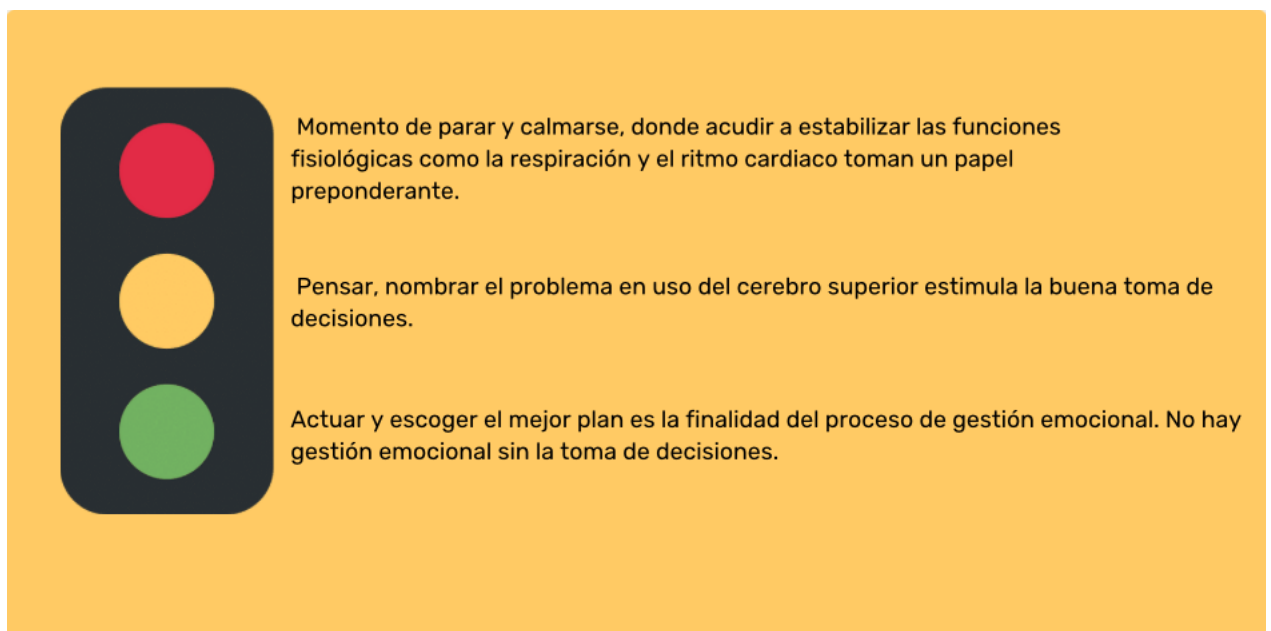 Momento de parar y calmarse, donde acudir a estabilizar las funciones
fisiológicas como la respiración y el ritmo cardiaco toman un papel
preponderante.
Pensar, nombrar el problema en uso del cerebro superior estimula la buena toma de
decisiones.
Actuar y escoger el mejor plan es la finalidad del proceso de gestión emocional. No hay
gestión emocional sin la toma de decisiones.